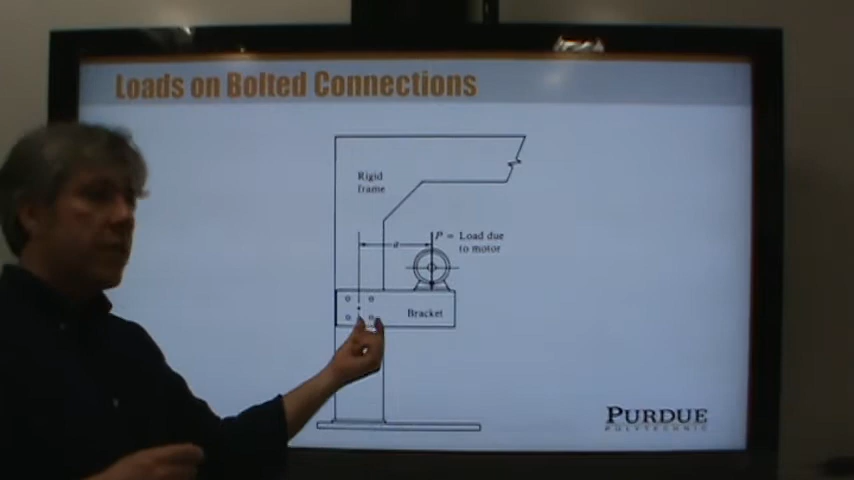 Loads on Bolted Connections
Rigid
frame
a
P = Load due
to motor
Bracket
PURDUE
POLYTECHNIC